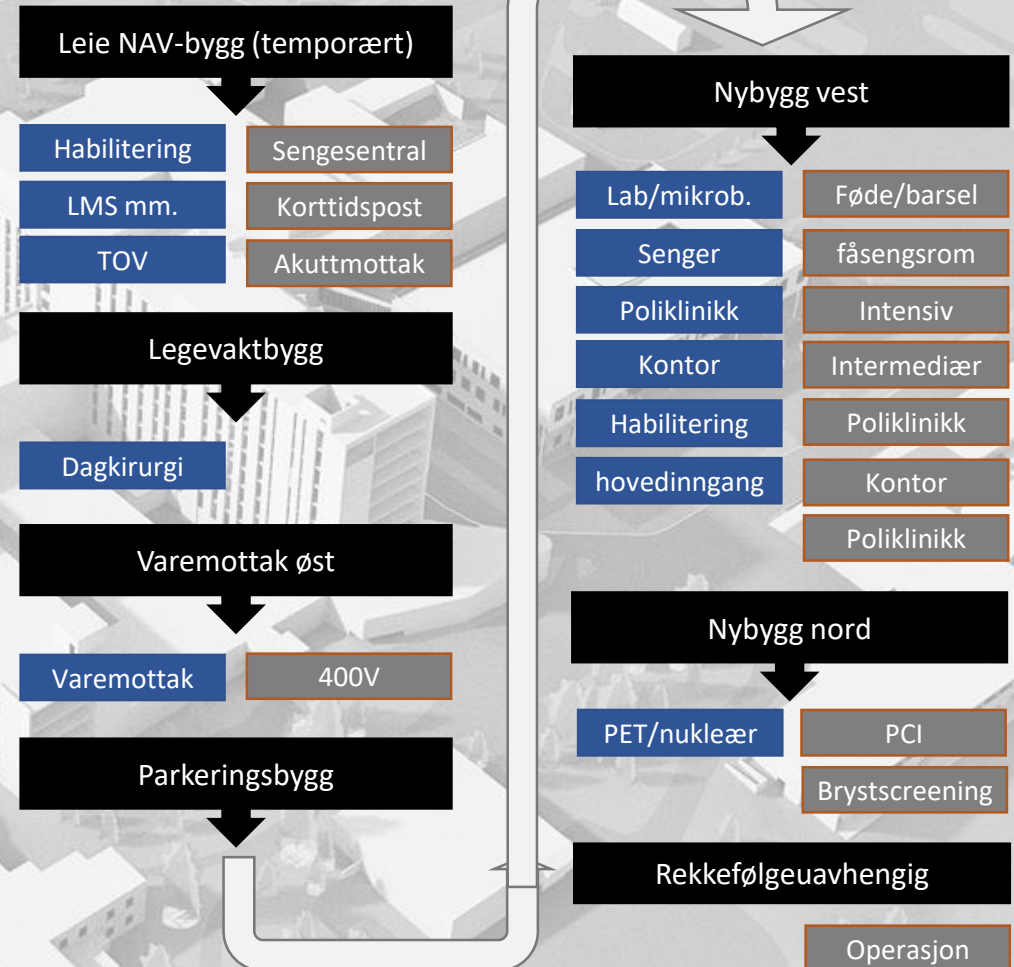 Leie NAV-bygg (temporært)
Habilitering
Sengesentral
LMS mm.
Korttidspost
TOV
Akuttmottak
Legevaktbygg
Dagkirurgi
Varemottak øst
Varemottak
400V
Parkeringsbygg
Nybygg vest
Lab/mikrob.
Føde/barsel
Senger
fåsengsrom
Poliklinikk
Intensiv
Kontor
Intermediær
Habilitering
Poliklinikk
hovedinngang
Kontor
Poliklinikk
Nybygg nord
PET/nukleær
PCI
Brystscreening
Rekkefølgeuavhengig
Operasjon